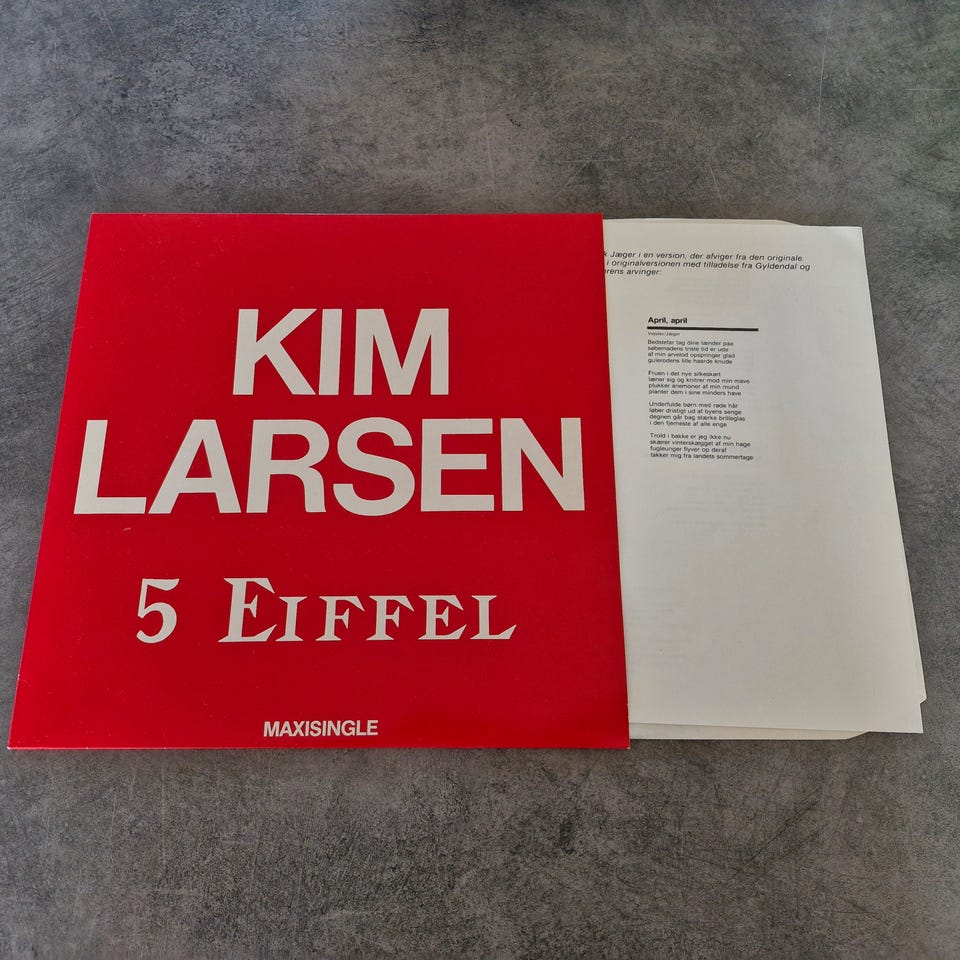 KIM
LARSEN
5 EIFFEL
MAXISINGLE
k Jæger i en version, der afviger fra den originale.
i originalversionen med tilladelse fra Gyldendal og
erens arvinger:
April, april
Vejslev/Jæger
Bedstefar tag dine tænder paa
søbemadens triste tid er ude
af min arvelod opspringer glad
gulerodens lille haarde knude
Fruen i det nye silkeskørt
læner sig og knitrer mod min mave
plukker anemoner af min mund
planter dem i sine minders have
Underfulde børn med røde hår
løber dristigt ud af byens senge
degnen går bag stærke brilleglas
i den fjerneste af alle enge
Trold i bakke er jeg ikke nu
skærer vinterskægget af min hage
fugleunger flyver op deraf
takker mig fra landets sommertage